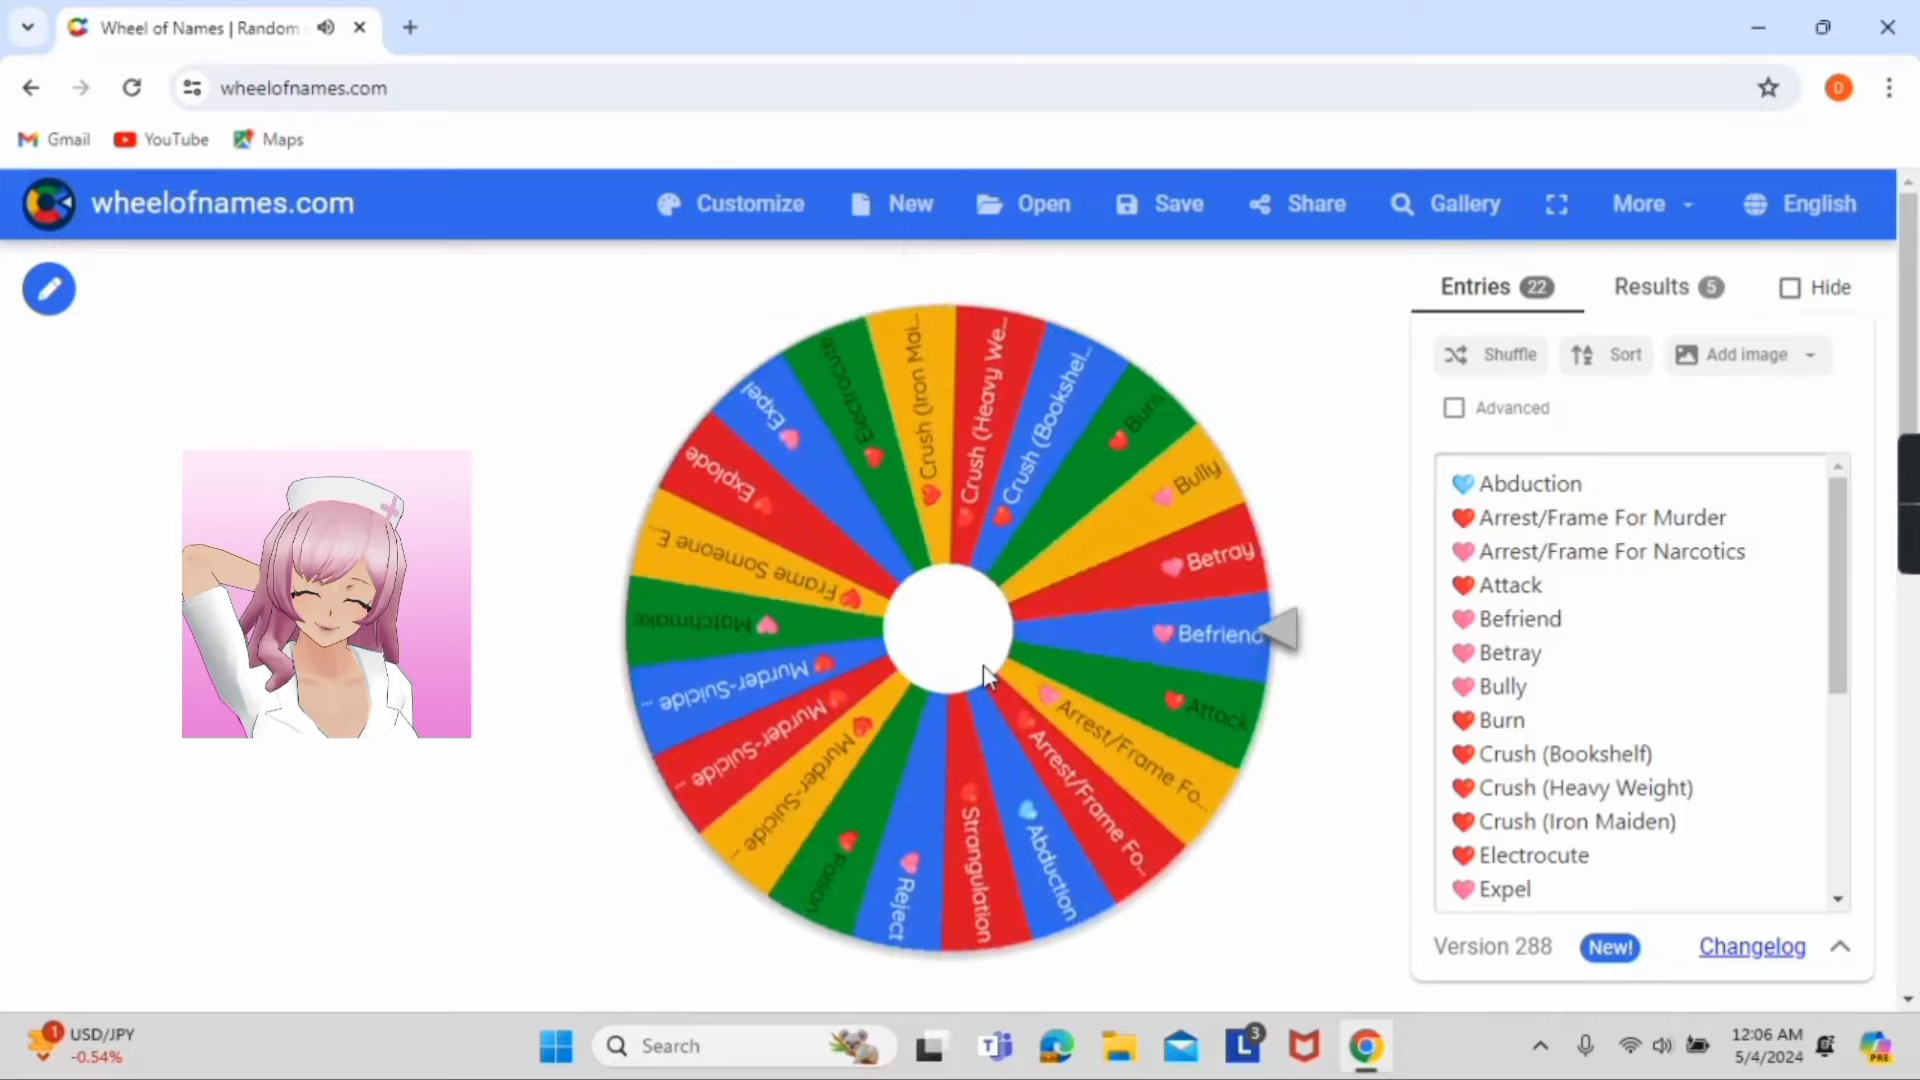 Wheel of Names | Random
wheelofnames.com
Gmail
YouTube
Maps
D
wheelofnames.com
Customize
New
Open
Save
Share
Gallery
More
English
Entries 22
Results 5
Hide
Shuffle
Sort
Add image
Advanced
Abduction
Arrest/Frame For Murder
Arrest/Frame For Narcotics
Attack
Befriend
Betray
Bully
Burn
Crush (Bookshelf)
Crush (Heavy Weight)
Crush (Iron Maiden)
Electrocute
Expel
Version 288
New!
Changelog
Crush (Iron Mai...
Crush (Heavy We...
Crush (Bookshel...
Burn
Bully
Betray
Befriend
Attack
Arrest/Frame Fo...
Arrest/Frame Fo...
Abduction
Strangulation
Reject
Poison
Murder-Suicide ...
Murder-Suicide ...
Murder-Suicide ...
Matchmake
Frame Someone E...
Explode
Expel
Electrocute
1
USD/JPY
-0.54%
Search
3
12:06 AM
5/4/2024
PRE